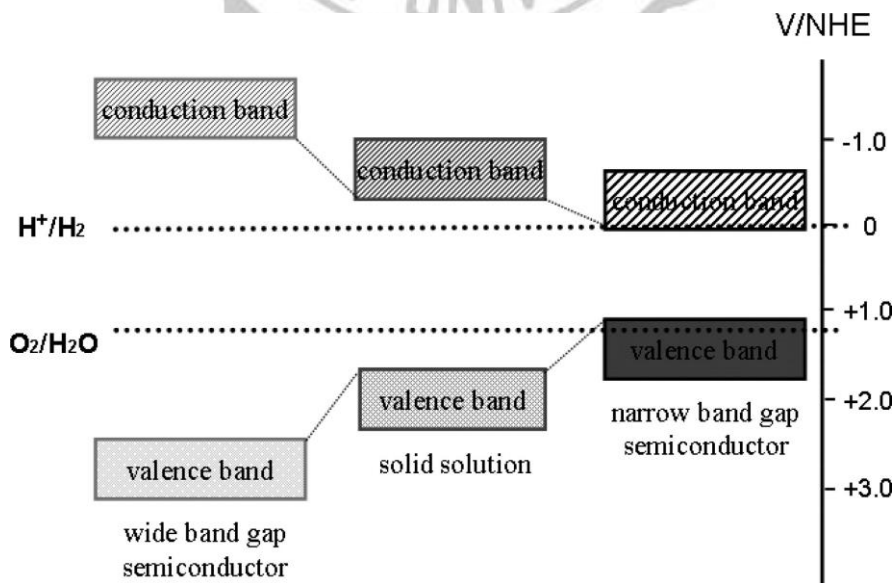 V/NHE
conduction band
-1.0
conduction band
conduction band
H⁺/H₂
0
+1.0
O₂/H₂O
valence band
valence band
+2.0
narrow band gap
semiconductor
solid solution
valence band
+3.0
wide band gap
semiconductor